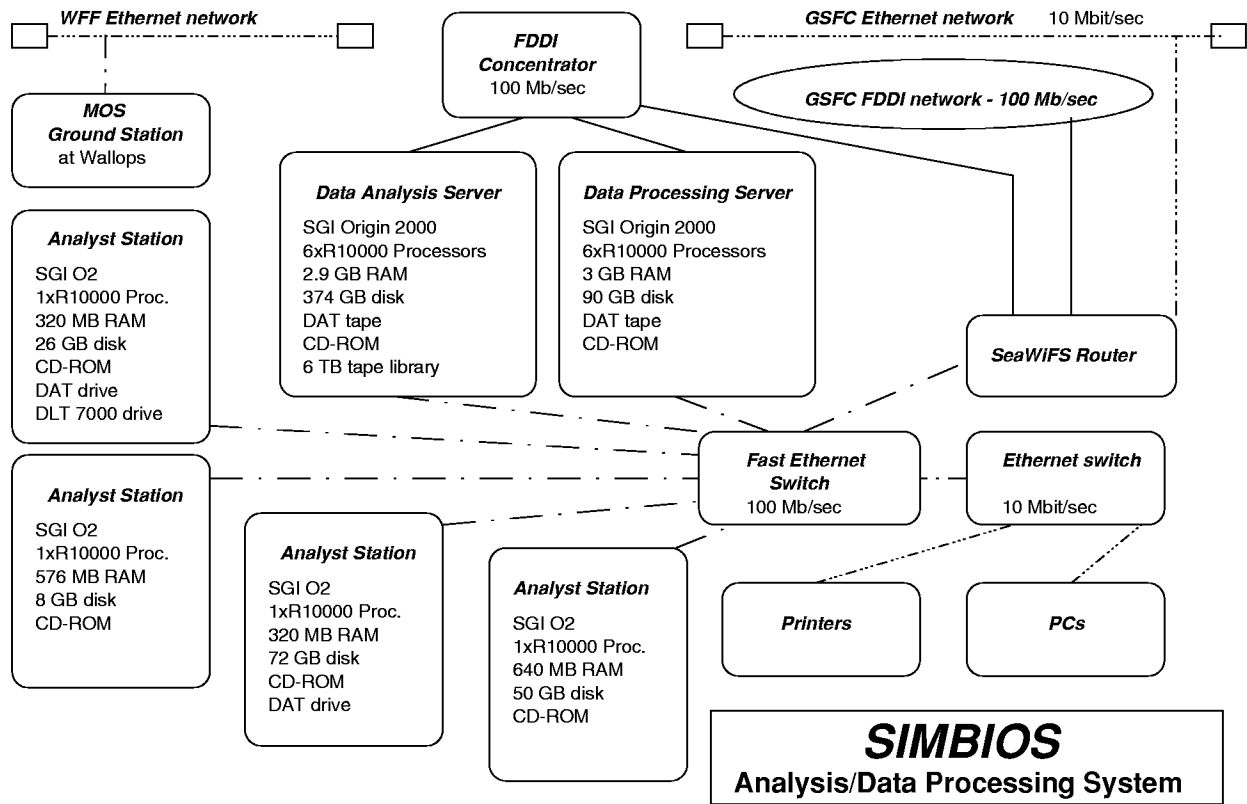 WFF Ethernet network
GSFC Ethernet network 10 Mbit/sec
FDDI
Concentrator
100 Mb/sec
GSFC FDDI network - 100 Mb/sec
MOS
Ground Station
at Wallops
Data Analysis Server
SGI Origin 2000
6xR10000 Processors
2.9 GB RAM
374 GB disk
DAT tape
CD-ROM
6 TB tape library
Data Processing Server
SGI Origin 2000
6xR10000 Processors
3 GB RAM
90 GB disk
DAT tape
CD-ROM
Analyst Station
SGI O2
1xR10000 Proc.
320 MB RAM
26 GB disk
CD-ROM
DAT drive
DLT 7000 drive
SeaWiFS Router
Fast Ethernet
Switch
100 Mb/sec
Ethernet switch
10 Mbit/sec
Analyst Station
SGI O2
1xR10000 Proc.
576 MB RAM
8 GB disk
CD-ROM
Analyst Station
SGI O2
1xR10000 Proc.
320 MB RAM
72 GB disk
CD-ROM
DAT drive
Analyst Station
SGI O2
1xR10000 Proc.
640 MB RAM
50 GB disk
CD-ROM
Printers
PCs
SIMBIOS
Analysis/Data Processing System